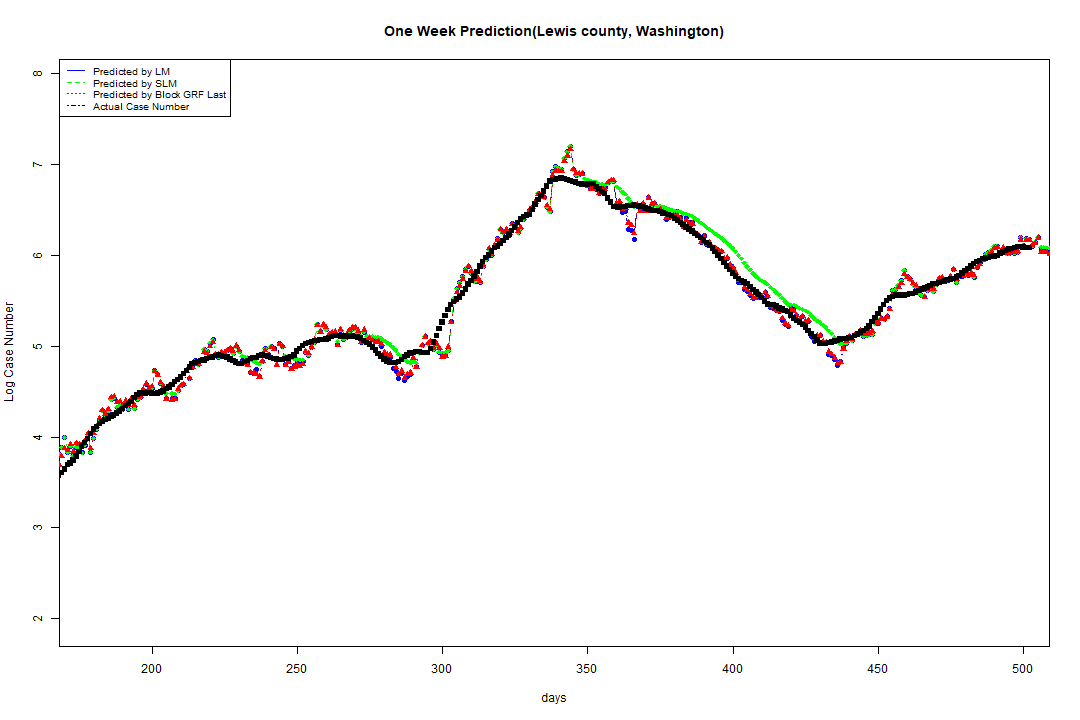 One Week Prediction(Lewis county, Washington)
Predicted by LM
Predicted by SLM
Predicted by Block GRF Last
Actual Case Number
8
7
6
5
4
3
2
Log Case Number
200 250 300 350 400 450 500
days